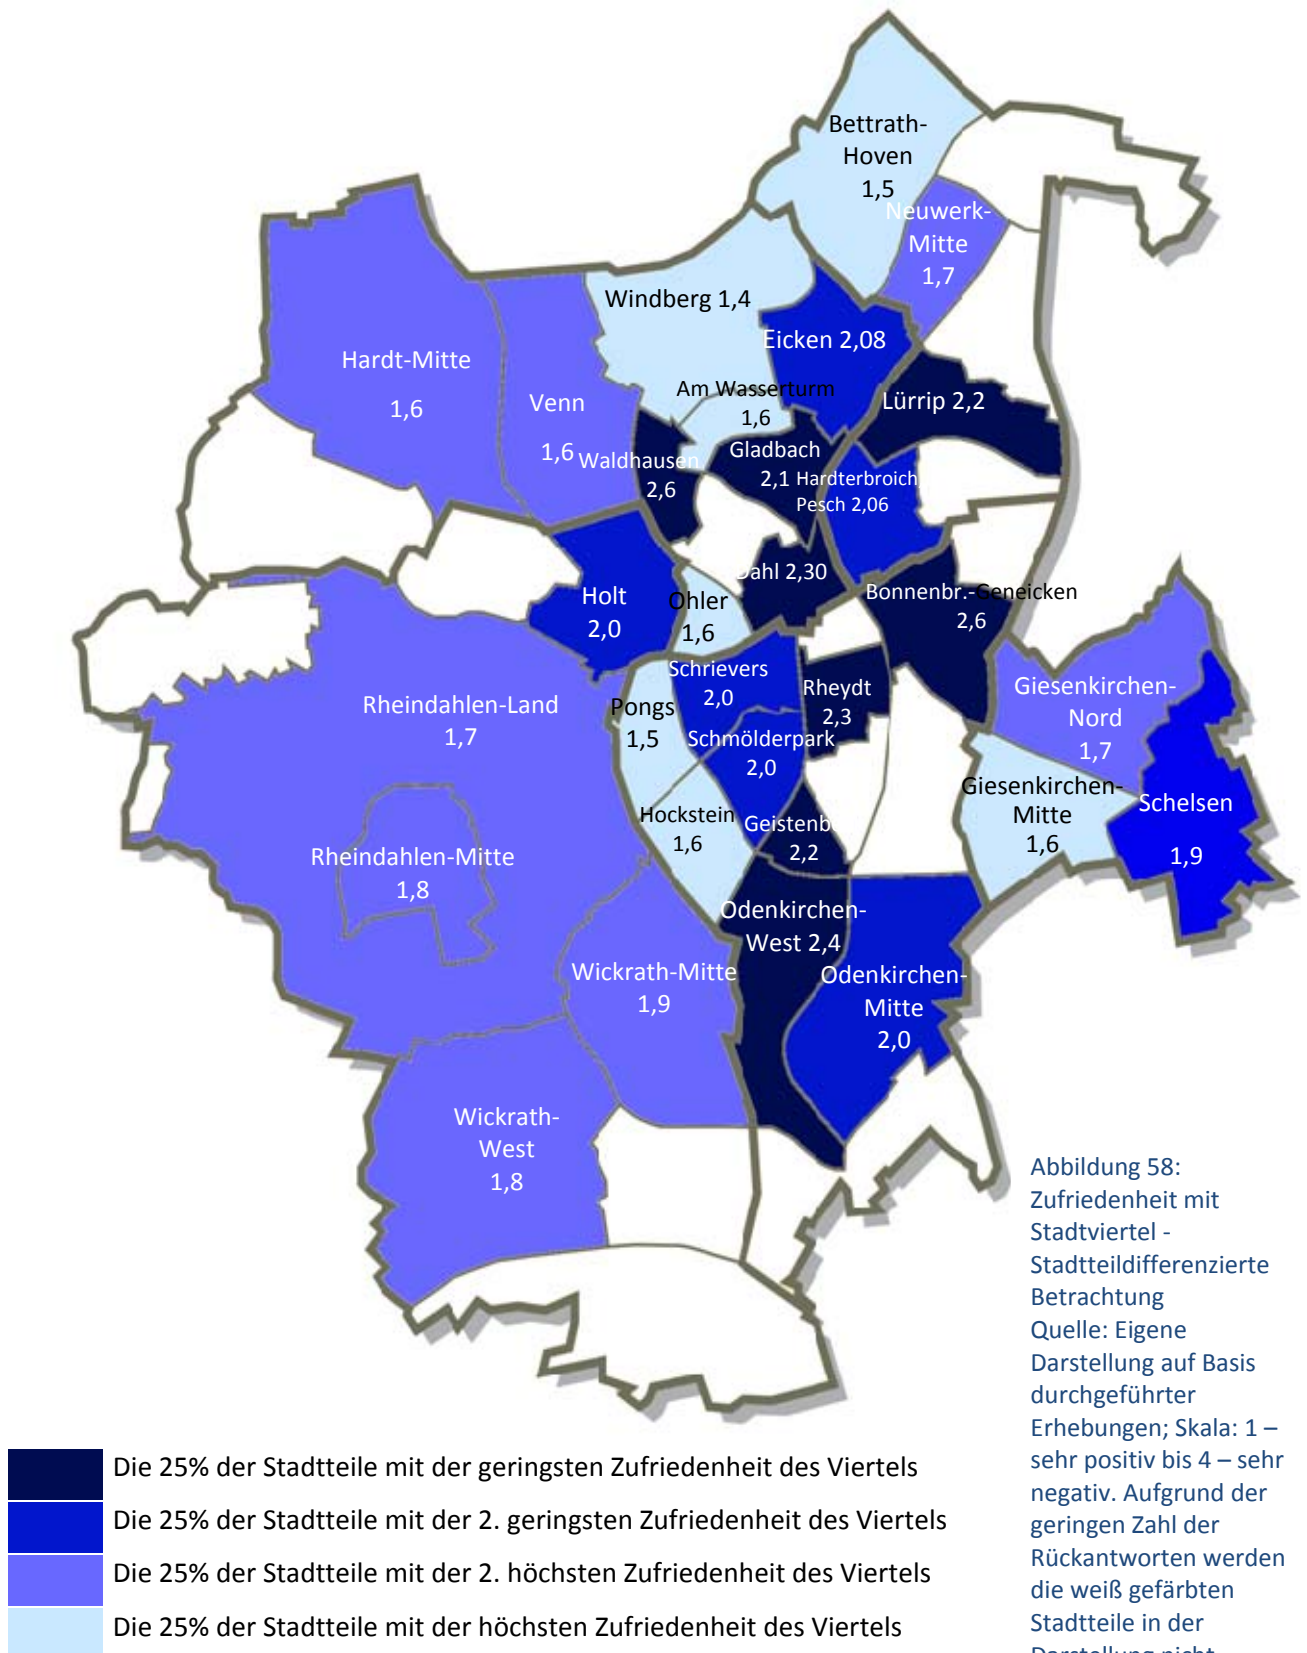 Bettrath-
Hoven
1,5
Neuwerk-
Mitte
1,7
Windberg 1,4
Eicken 2,08
Hardt-Mitte
1,6
Venn
1,6
Am Wasserturm
1,6
Lürrip 2,2
Waldhausen
2,6
Gladbach
2,1
Hardterbroich,
Pesch 2,06
Dahl 2,30
Holt
2,0
Ohler
1,6
Bonnenbr.-Geneicken
2,6
Schrievers
2,0
Rheydt
2,3
Giesenkirchen-
Nord
1,7
Rheindahlen-Land
1,7
Pongs
1,5
Schmölderpark
2,0
Giesenkirchen-
Mitte
1,6
Schelsen
1,9
Hockstein
1,6
2,2
Rheindahlen-Mitte
1,8
Odenkirchen-
West 2,4
Wickrath-Mitte
1,9
Odenkirchen-
Mitte
2,0
Wickrath-
West
1,8
Abbildung 58:
Zufriedenheit mit
Stadtviertel -
Stadtteildifferenzierte
Betrachtung
Quelle: Eigene
Darstellung auf Basis
durchgeführter
Erhebungen; Skala: 1 –
sehr positiv bis 4 – sehr
negativ. Aufgrund der
geringen Zahl der
Rückantworten werden
die weiß gefärbten
Stadtteile in der
Die 25% der Stadtteile mit der geringsten Zufriedenheit des Viertels
Die 25% der Stadtteile mit der 2. geringsten Zufriedenheit des Viertels
Die 25% der Stadtteile mit der 2. höchsten Zufriedenheit des Viertels
Die 25% der Stadtteile mit der höchsten Zufriedenheit des Viertels